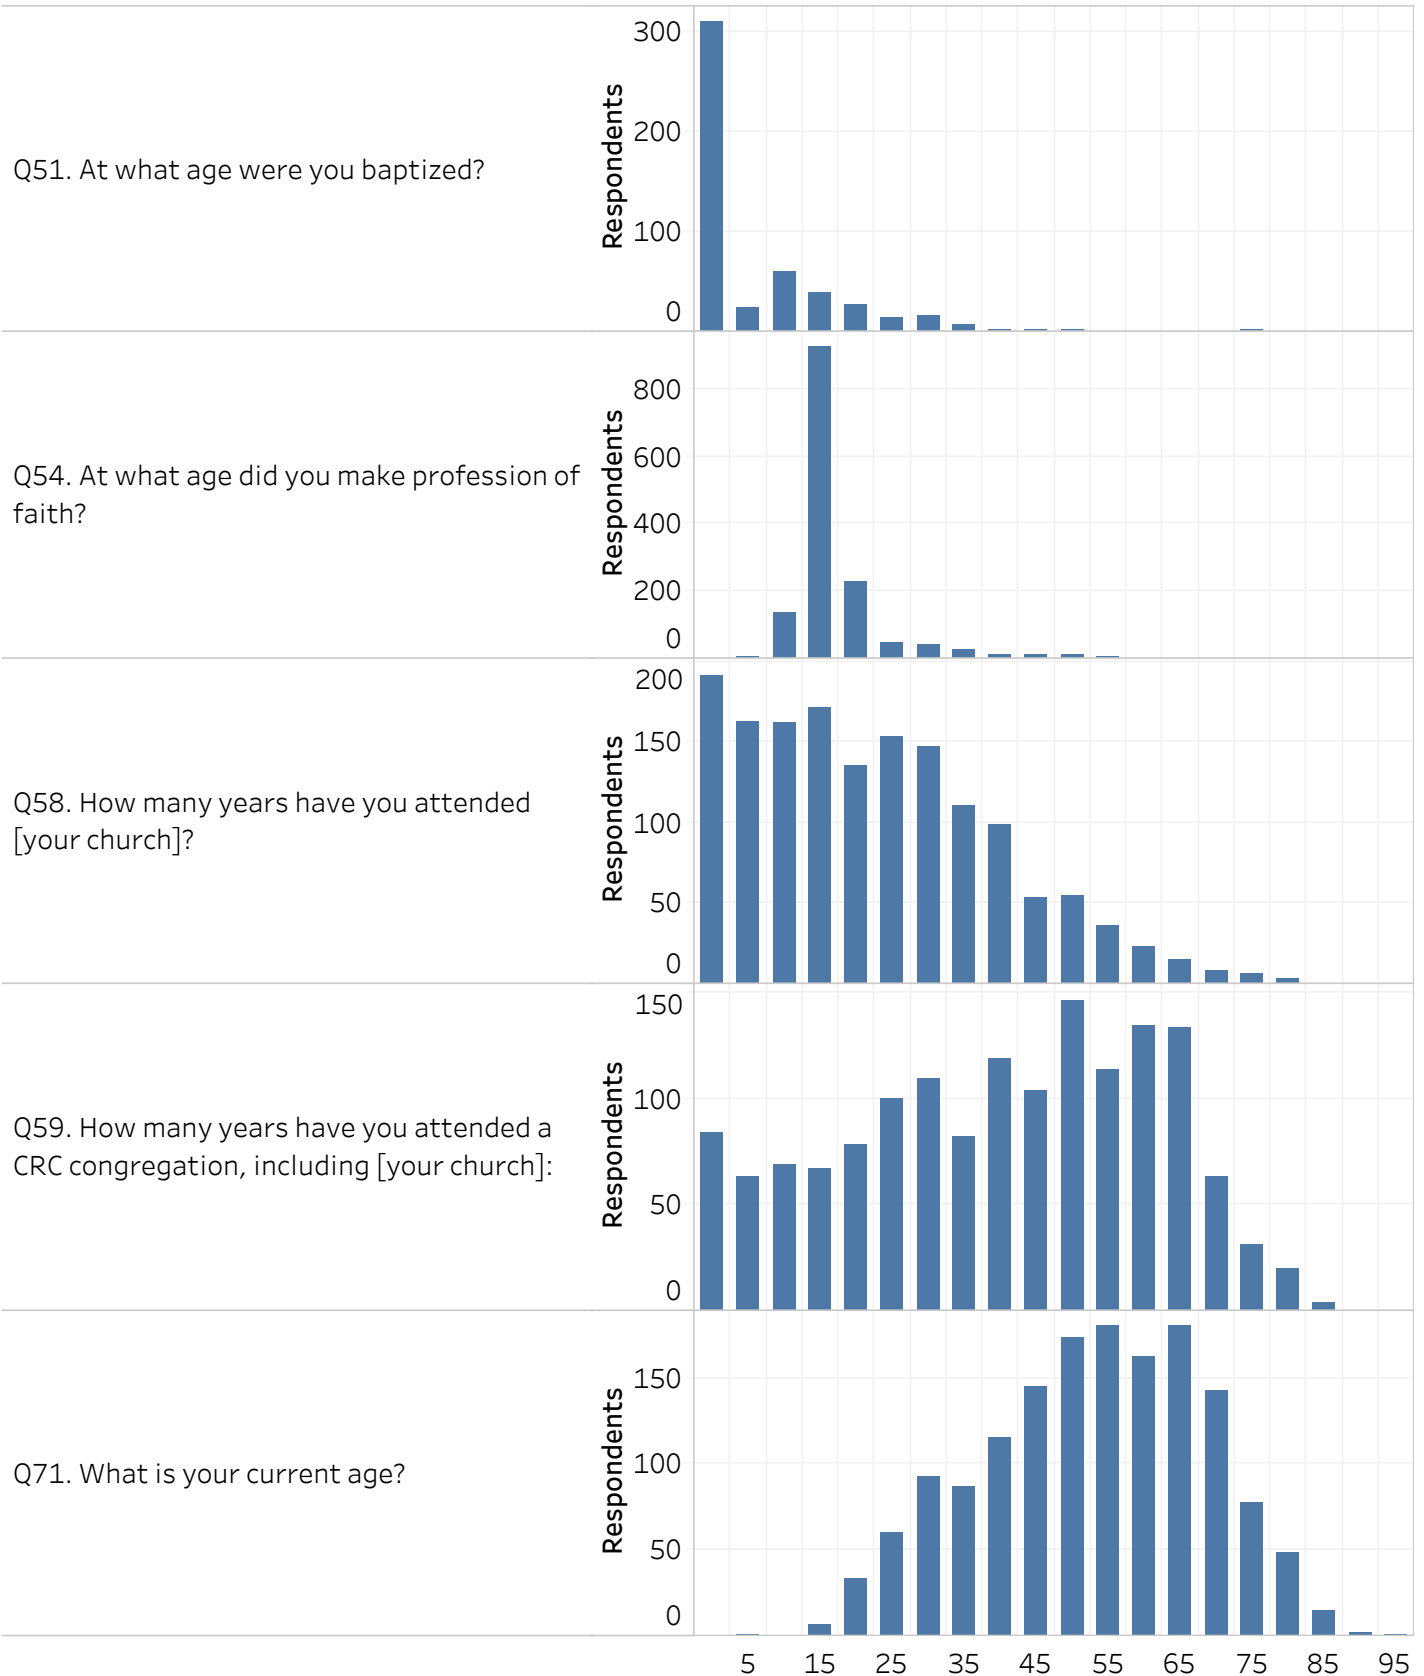 Q51. At what age were you baptized?
Respondents
300
200
100
0
Q54. At what age did you make profession of
faith?
Respondents
800
600
400
200
0
Q58. How many years have you attended
[your church]?
Respondents
200
150
100
50
0
Q59. How many years have you attended a
CRC congregation, including [your church]:
Respondents
150
100
50
0
Q71. What is your current age?
Respondents
150
100
50
0
5 15 25 35 45 55 65 75 85 95